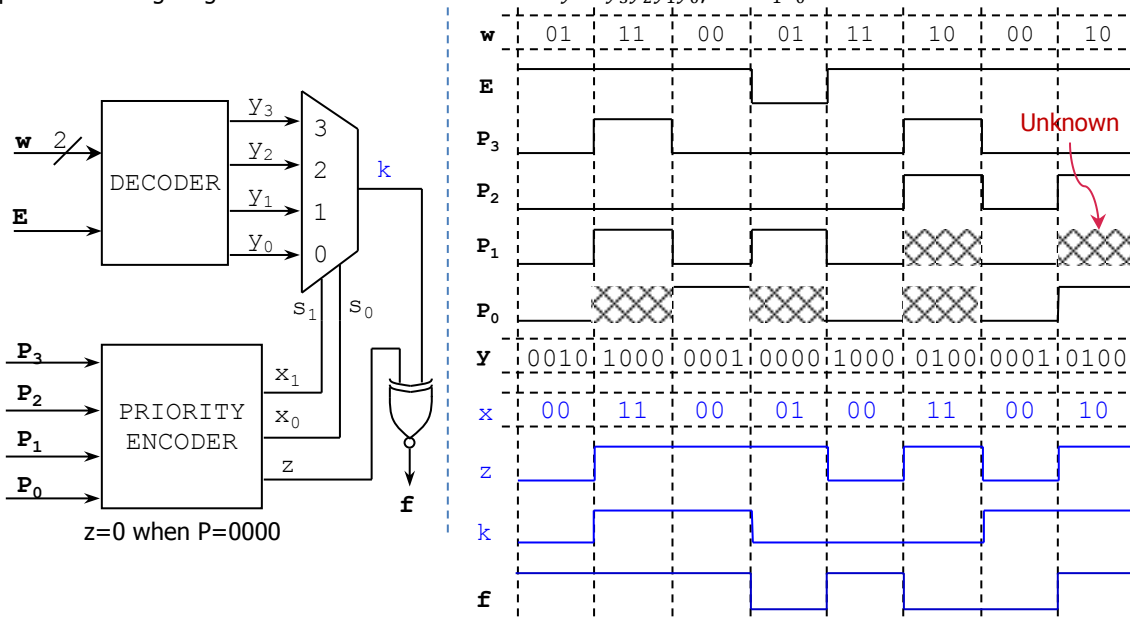 w 2
E
DECODER
y3
y2
y1
y0
3
2
1
0
k
s1 s0
P3
P2
P1
P0
PRIORITY
ENCODER
x1
x0
z
f
z=0 when P=0000
w 01 11 00 01 11 10 00 10
E
Unknown
P3
P2
P1
P0
y 0010 1000 0001 0000 1000 0100 0001 0100
x 00 11 00 01 00 11 00 10
z
k
f